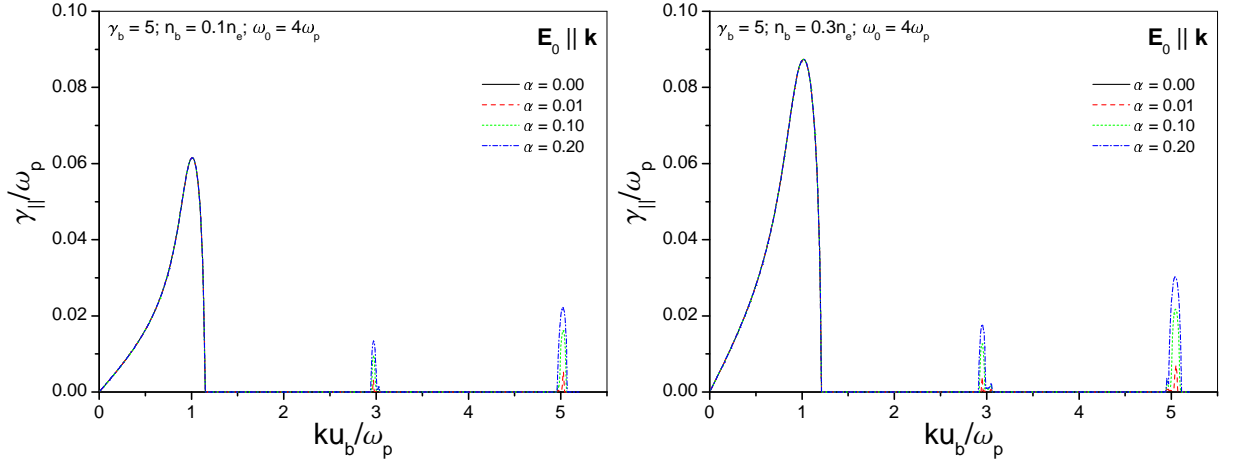 γb = 5; nb = 0.1ne; ω0 = 4ωp
E0 || k
α = 0.00
α = 0.01
α = 0.10
α = 0.20
γ||/ωp
0.10
0.08
0.06
0.04
0.02
0.00
0 1 2 3 4 5
kub/ωp
γb = 5; nb = 0.3ne; ω0 = 4ωp
E0 || k
α = 0.00
α = 0.01
α = 0.10
α = 0.20
γ||/ωp
0.10
0.08
0.06
0.04
0.02
0.00
0 1 2 3 4 5
kub/ωp